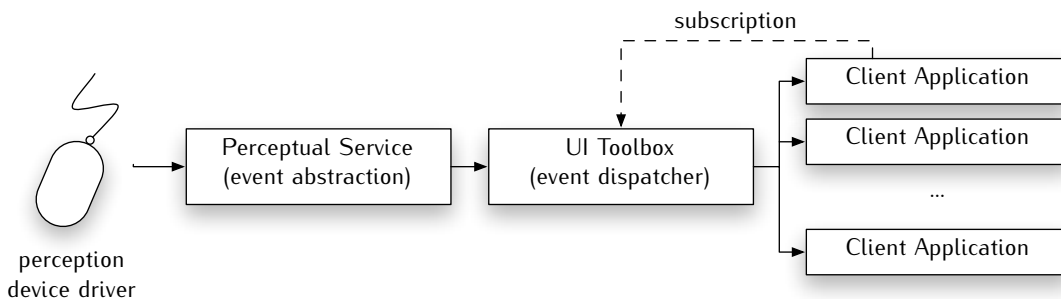 subscription
Client Application
Perceptual Service
(event abstraction)
UI Toolbox
(event dispatcher)
Client Application
...
Client Application
perception
device driver